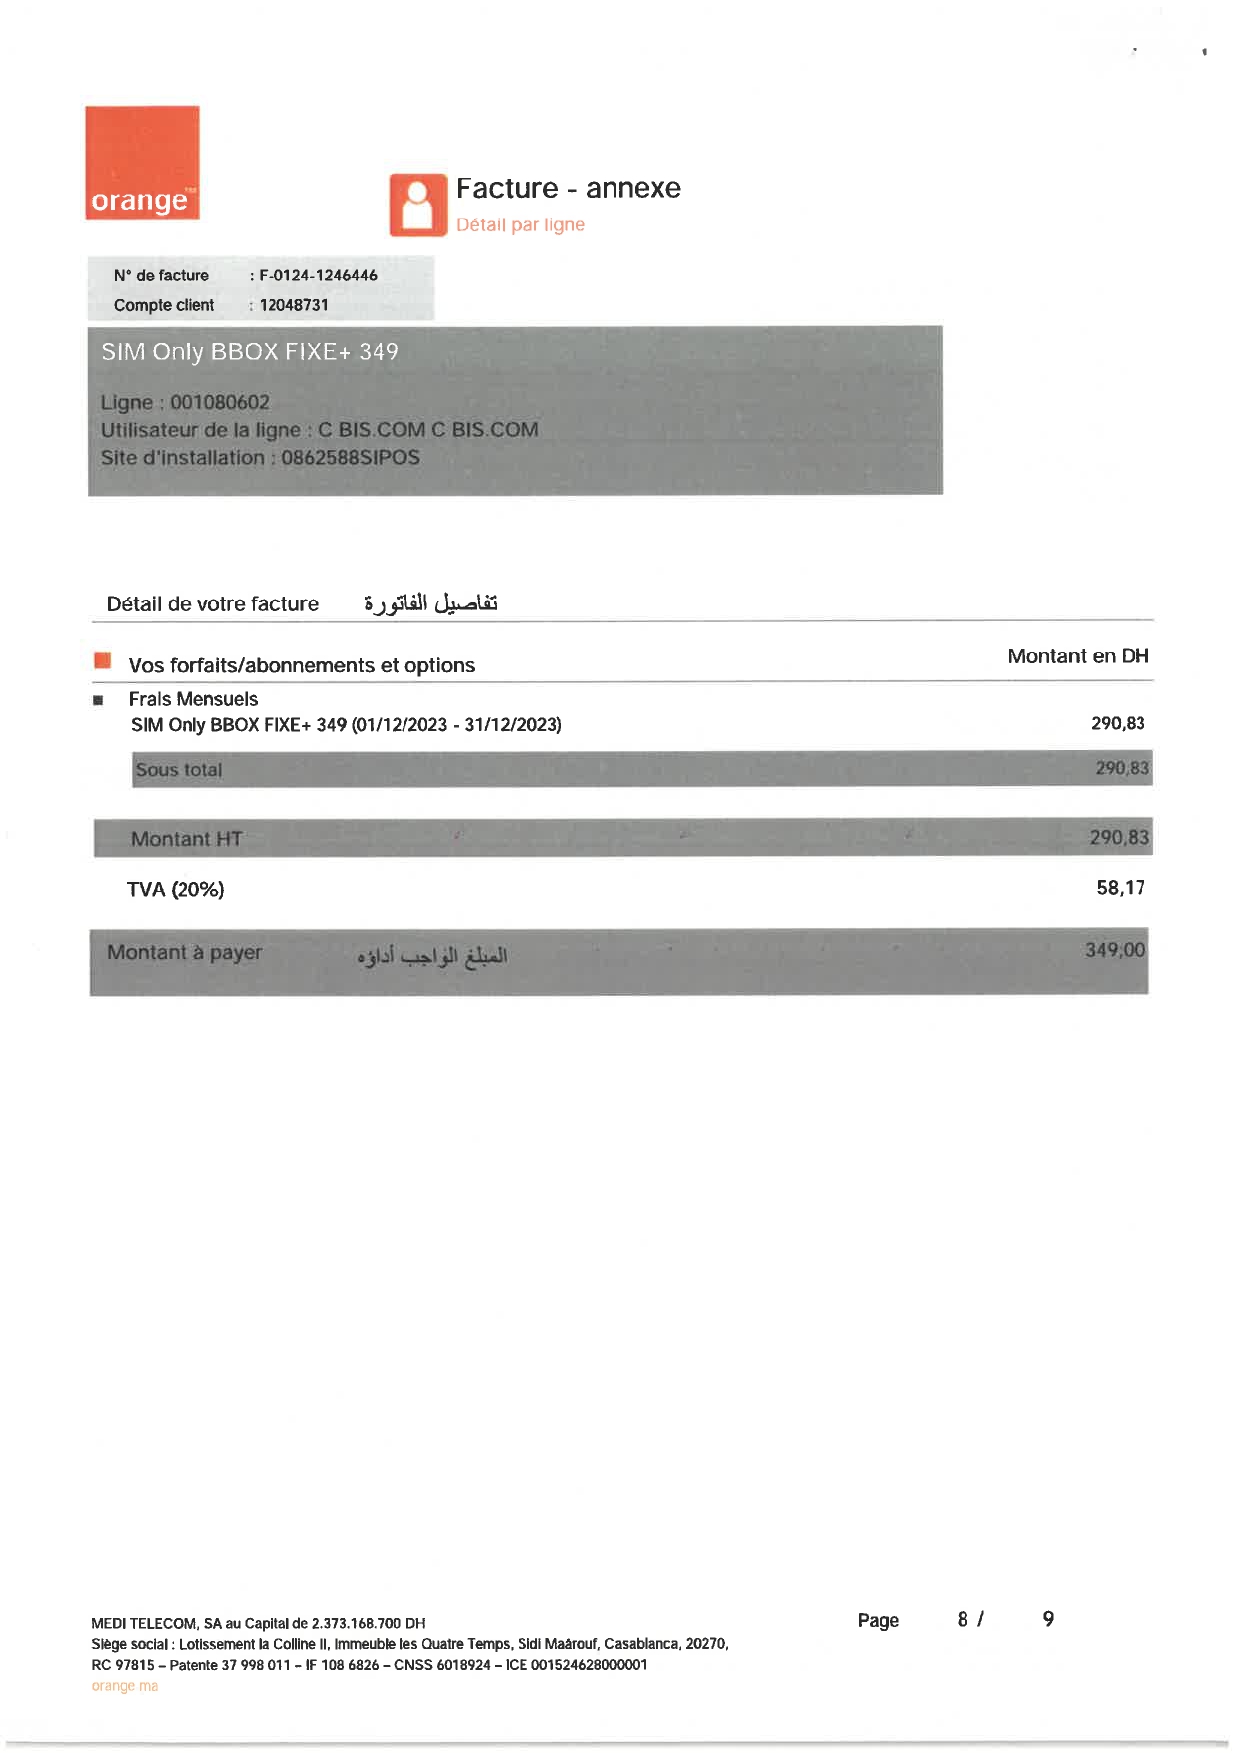 orange™
Facture - annexe
Détail par ligne
N° de facture : F-0124-1246446
Compte client : 12048731
SIM Only BBOX FIXE+ 349
Ligne : 001080602
Utilisateur de la ligne : C BIS.COM C BIS.COM
Site d'installation : 0862588SIPOS
Détail de votre facture تفاصيل الفاتورة
Vos forfaits/abonnements et options Montant en DH
Frais Mensuels
SIM Only BBOX FIXE+ 349 (01/12/2023 - 31/12/2023) 290,83
Sous total 290,83
Montant HT 290,83
TVA (20%) 58,17
Montant à payer المبلغ الواجب أداؤه 349,00
MEDI TELECOM, SA au Capital de 2.373.168.700 DH Page 8 / 9
Siège social : Lotissement la Colline II, Immeuble les Quatre Temps, Sidi Maârouf, Casablanca, 20270,
RC 97815 – Patente 37 998 011 – IF 108 6826 – CNSS 6018924 – ICE 001524628000001
orange ma